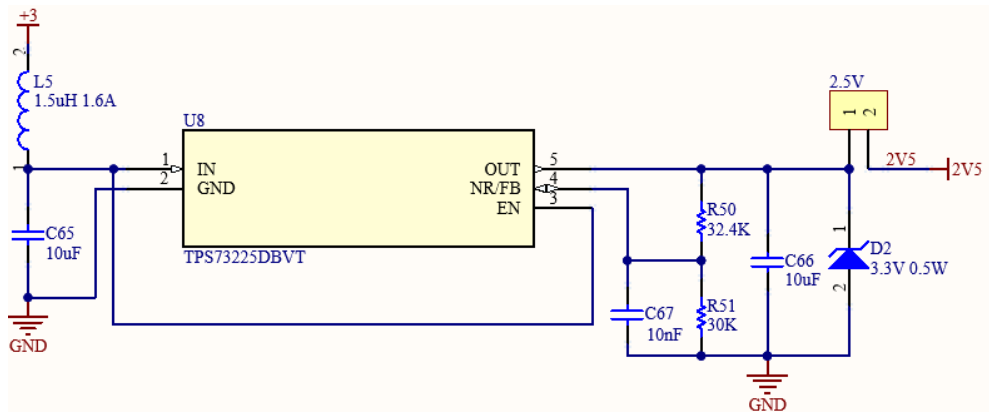 +3
2
L5
1.5uH 1.6A
1
C65
10uF
GND
U8
1
2
IN
GND
OUT
NR/FB
EN
5
4
3
TPS73225DBVT
R50
32.4K
C67
10nF
R51
30K
C66
10uF
2.5V
1
2
2V5
2V5
1
D2
3.3V 0.5W
2
GND